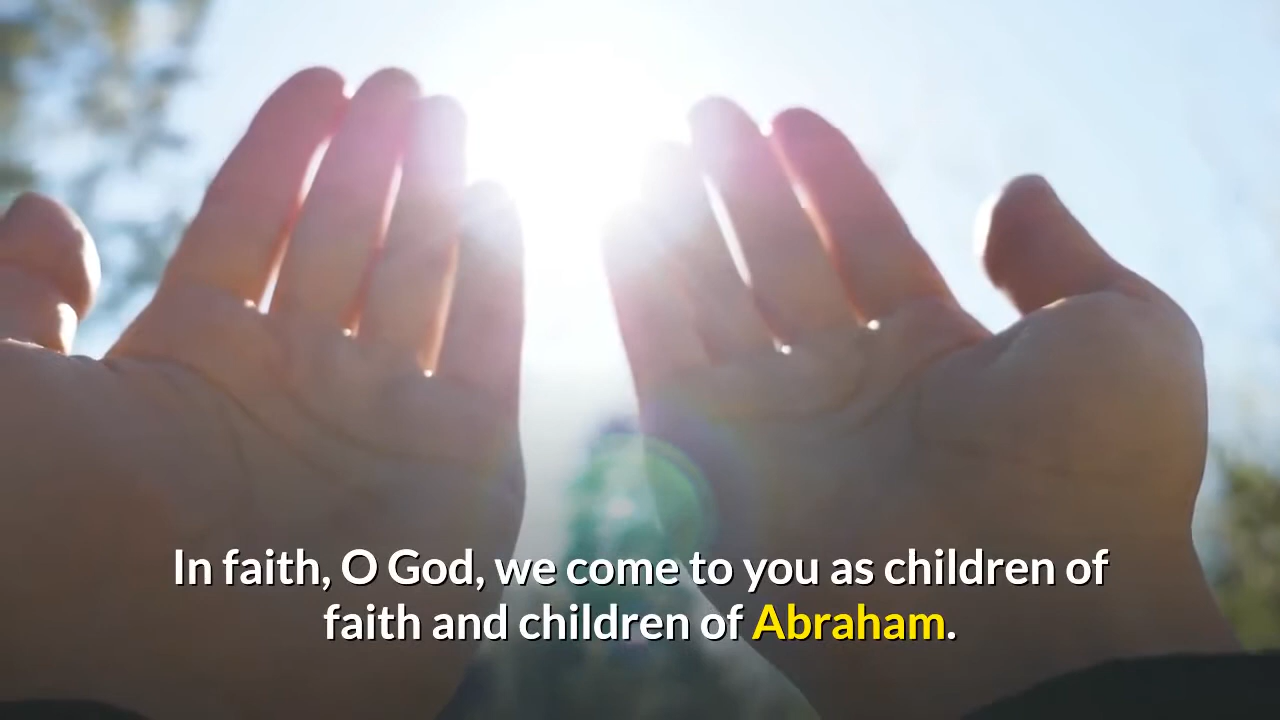 In faith, O God, we come to you as children of
faith and children of Abraham.